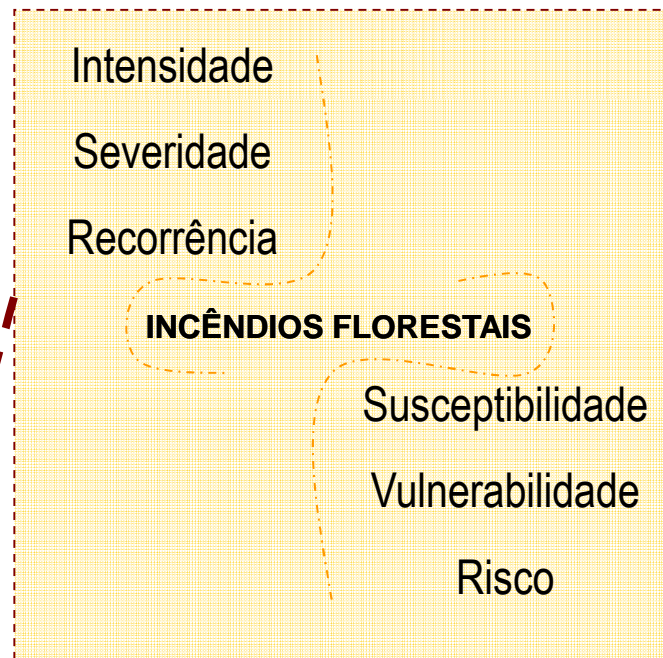 Intensidade
Severidade
Recorrência
INCÊNDIOS FLORESTAIS
Susceptibilidade
Vulnerabilidade
Risco